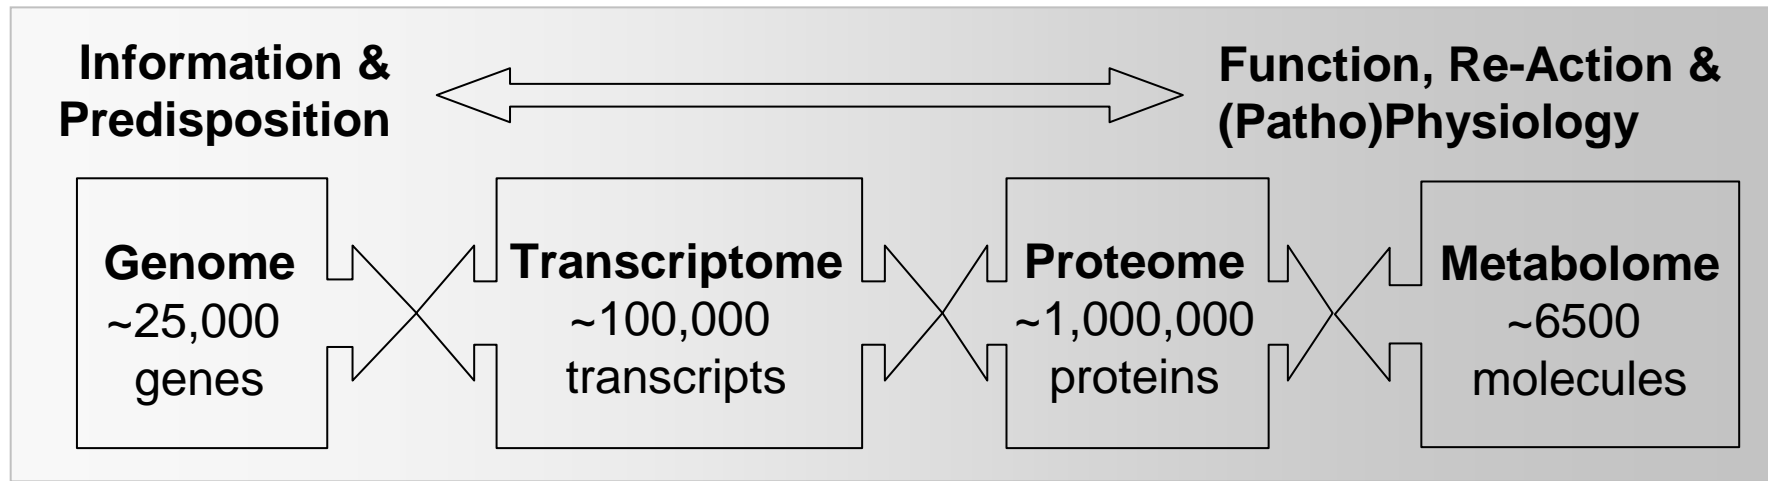 Information &
Predisposition
Function, Re-Action &
(Patho)Physiology
Genome
~25,000
genes
Transcriptome
~100,000
transcripts
Proteome
~1,000,000
proteins
Metabolome
~6500
molecules